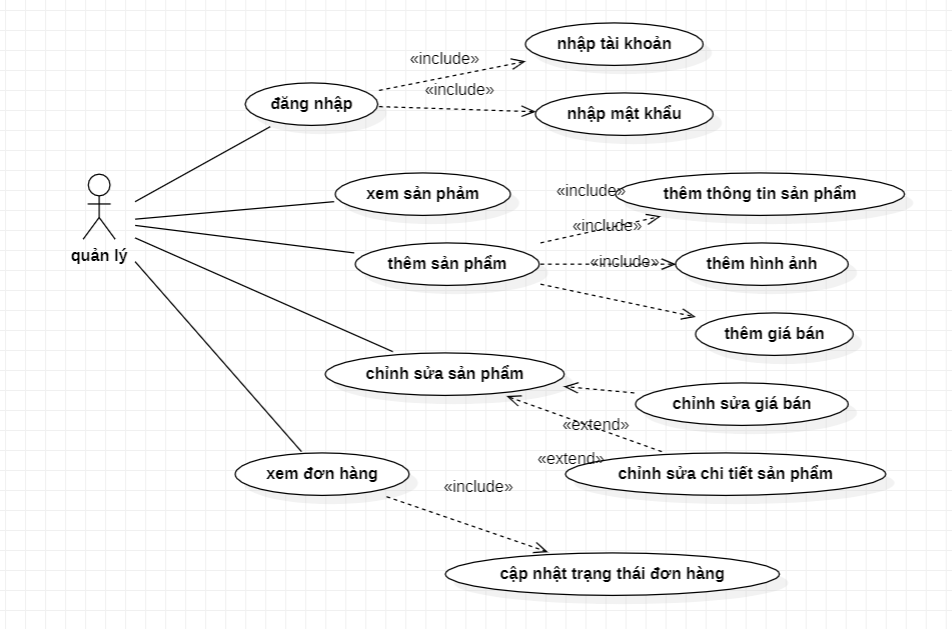 nhập tài khoản
«include»
«include»
đăng nhập
nhập mật khẩu
xem sản phảm
«include»
thêm thông tin sản phẩm
«include»
quản lý
thêm sản phẩm
«include»
thêm hình ảnh
thêm giá bán
chỉnh sửa sản phẩm
chỉnh sửa giá bán
«extend»
«extend»
chỉnh sửa chi tiết sản phẩm
xem đơn hàng
«include»
cập nhật trạng thái đơn hàng